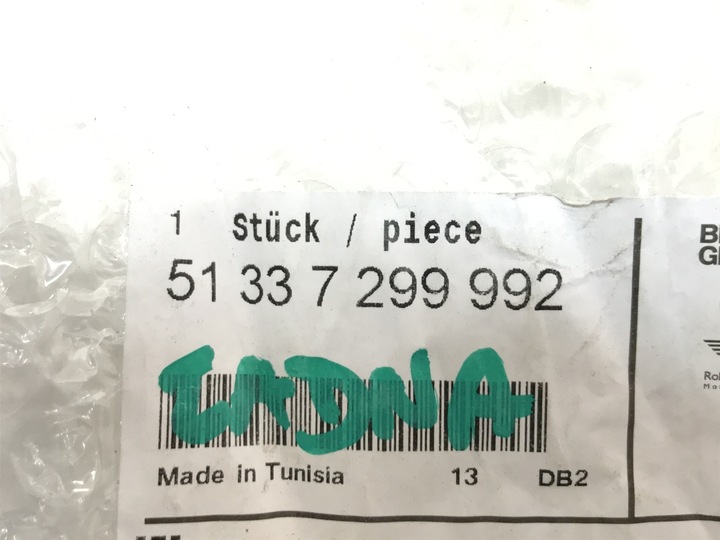 1 Stück / piece
51 33 7 299 992
ŁADNA
Made in Tunisia 13 DB2